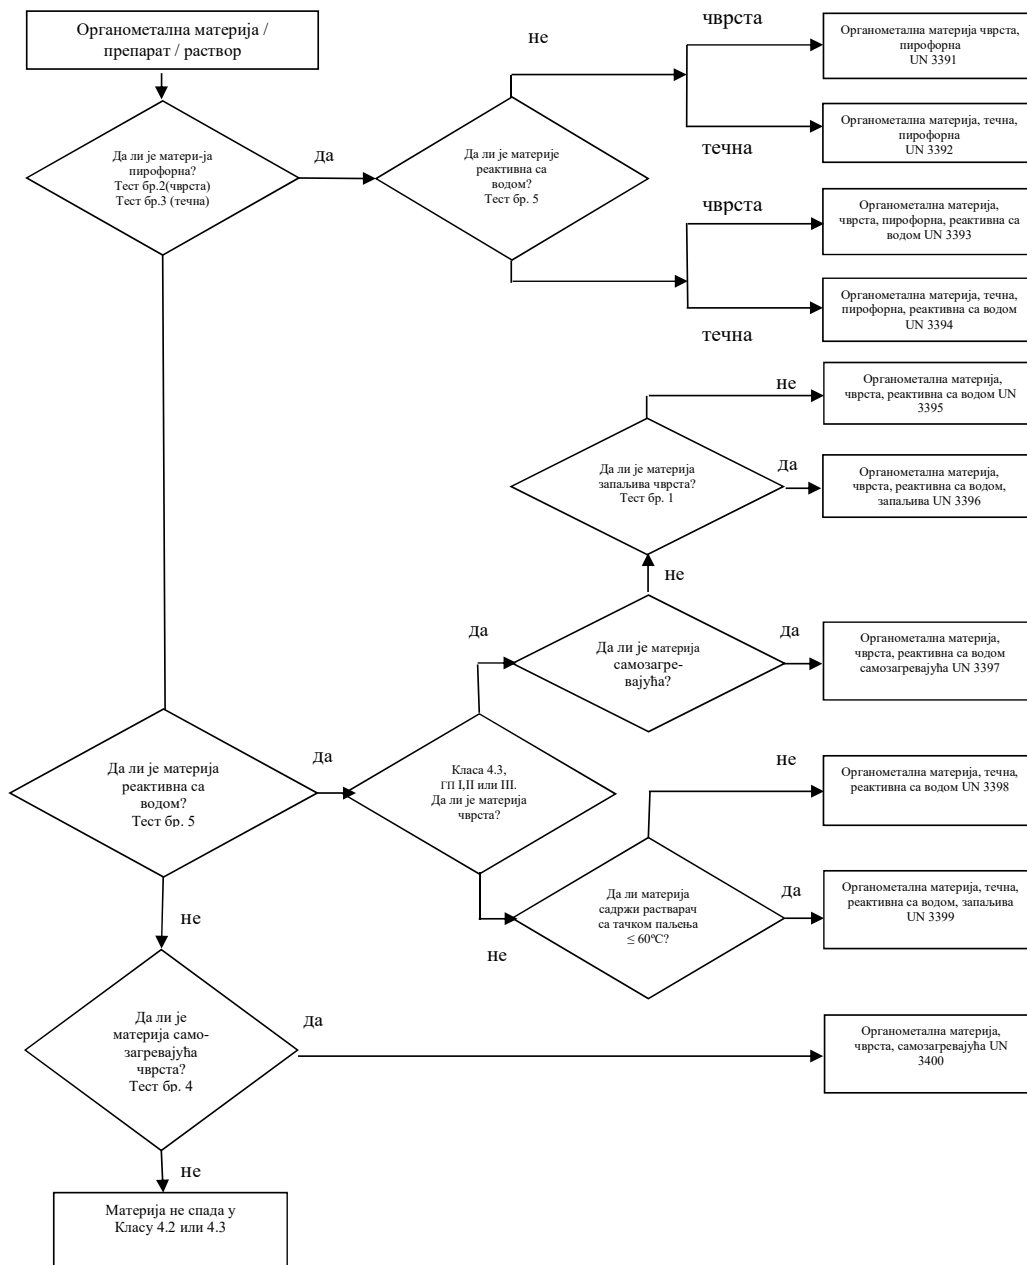 Органометална материја /
препарат / раствор
не
чврста
Органометална материја чврста,
пирофорна
UN 3391
Да ли је матери-ја
пирофорна?
Тест бр.2(чврста)
Тест бр.3 (течна)
да
Да ли је материје
реактивна са
водом?
Тест бр. 5
течна
Органометална материја, течна,
пирофорна
UN 3392
чврста
Органометална материја,
чврста, пирофорна, реактивна са
водом UN 3393
течна
Органометална материја, течна,
пирофорна, реактивна са водом
UN 3394
не
Органометална материја,
чврста, реактивна са водом UN
3395
Да ли је материја
запаљива чврста?
Тест бр. 1
да
Органометална материја,
чврста, реактивна са водом,
запаљива UN 3396
не
да
Да ли је материја
самозагре-
вајућа?
да
Органометална материја,
чврста, реактивна са водом
самозагревајућа UN 3397
Да ли је материја
реактивна са
водом?
Тест бр. 5
да
Класа 4.3,
ГП I,II или III.
Да ли је материја
чврста?
не
Органометална материја, течна,
реактивна са водом UN 3398
не
Да ли материја
садржи растварач
са тачком паљења
≤ 60ºC?
да
Органометална материја, течна,
реактивна са водом, запаљива
UN 3399
не
Да ли је
материја само-
загревајућа
чврста?
Тест бр. 4
да
Органометална материја,
чврста, самозагревајућа UN
3400
не
Материја не спада у
Класу 4.2 или 4.3